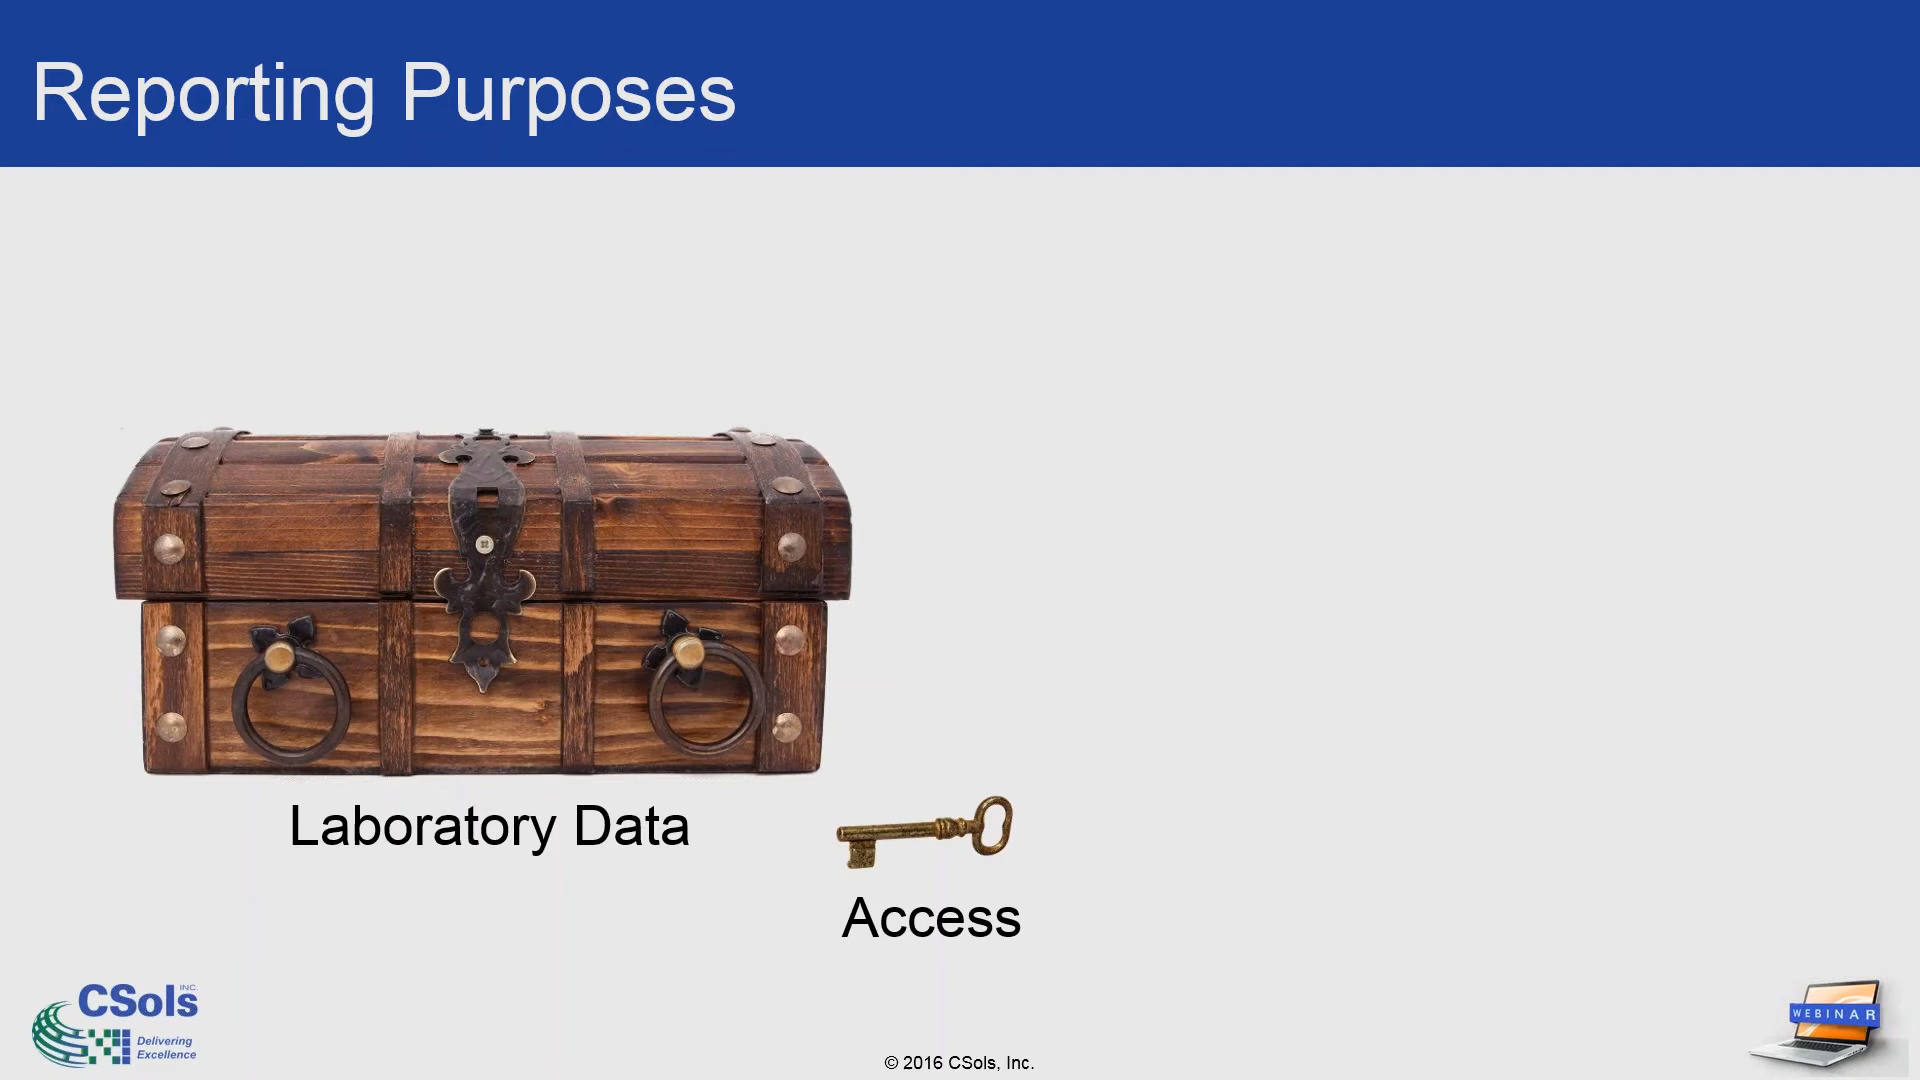 Reporting Purposes
Laboratory Data
Access
CSols INC.
Delivering
Excellence
© 2016 CSols, Inc.
WEBINAR